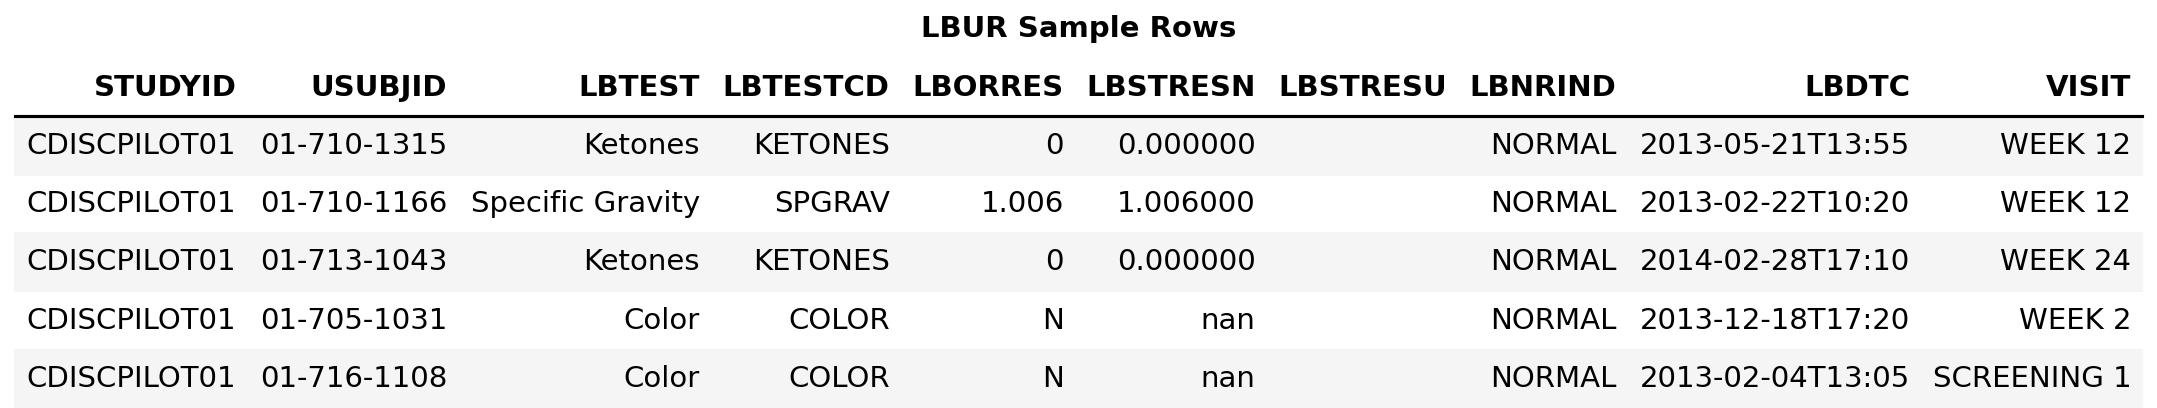 LBUR Sample Rows
STUDYID USUBJID LBTEST LBTESTCD LBORRES LBSTRESN LBSTRESU LBNRIND LBDTC VISIT
CDISCPILOT01 01-710-1315 Ketones KETONES 0 0.000000 NORMAL 2013-05-21T13:55 WEEK 12
CDISCPILOT01 01-710-1166 Specific Gravity SPGRAV 1.006 1.006000 NORMAL 2013-02-22T10:20 WEEK 12
CDISCPILOT01 01-713-1043 Ketones KETONES 0 0.000000 NORMAL 2014-02-28T17:10 WEEK 24
CDISCPILOT01 01-705-1031 Color COLOR N nan NORMAL 2013-12-18T17:20 WEEK 2
CDISCPILOT01 01-716-1108 Color COLOR N nan NORMAL 2013-02-04T13:05 SCREENING 1